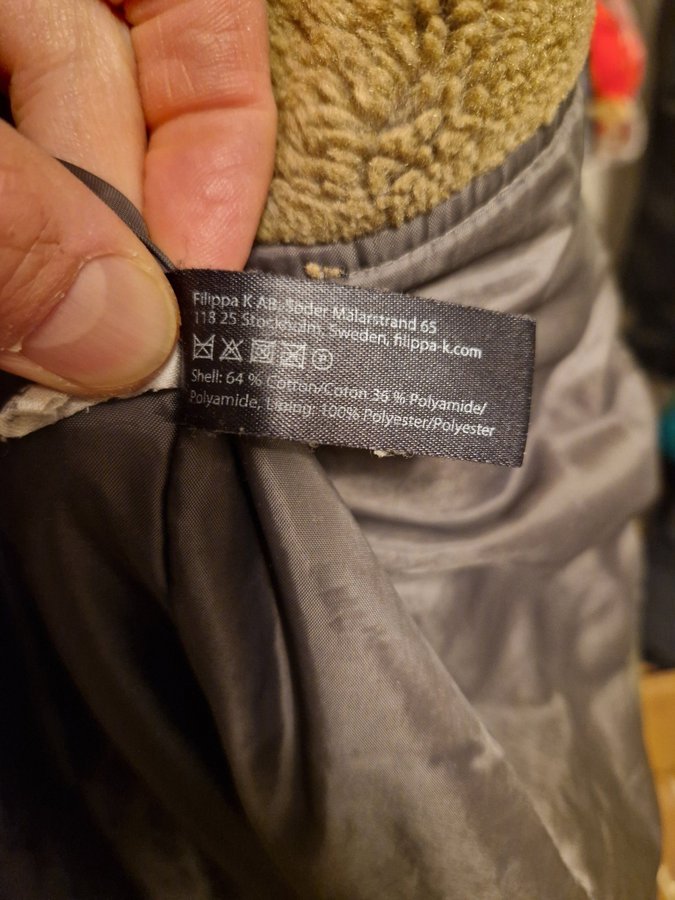 Filippa K AB, Söder Mälarstrand 65
118 25 Stockholm, Sweden, filippa-k.com
Shell: 64 % Cotton/Coton 36 % Polyamide/
Polyamide, Lining: 100% Polyester/Polyester